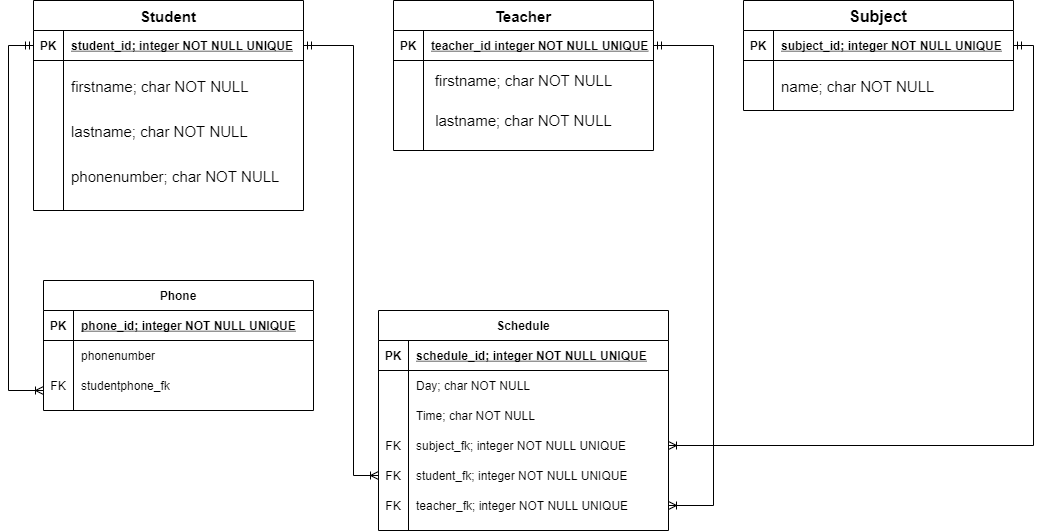 Student
PK student_id; integer NOT NULL UNIQUE
firstname; char NOT NULL
lastname; char NOT NULL
phonenumber; char NOT NULL
Teacher
PK teacher_id integer NOT NULL UNIQUE
firstname; char NOT NULL
lastname; char NOT NULL
Subject
PK subject_id; integer NOT NULL UNIQUE
name; char NOT NULL
Phone
PK phone_id; integer NOT NULL UNIQUE
phonenumber
FK studentphone_fk
Schedule
PK schedule_id; integer NOT NULL UNIQUE
Day; char NOT NULL
Time; char NOT NULL
FK subject_fk; integer NOT NULL UNIQUE
FK student_fk; integer NOT NULL UNIQUE
FK teacher_fk; integer NOT NULL UNIQUE